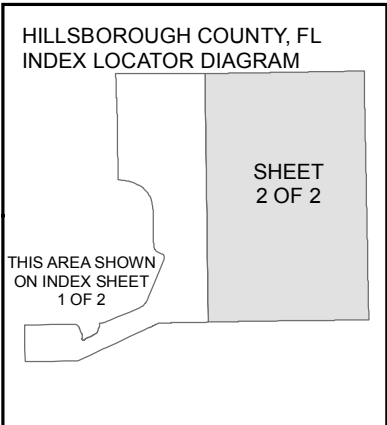 HILLSBOROUGH COUNTY, FL
INDEX LOCATOR DIAGRAM
SHEET
2 OF 2
THIS AREA SHOWN
ON INDEX SHEET
1 OF 2